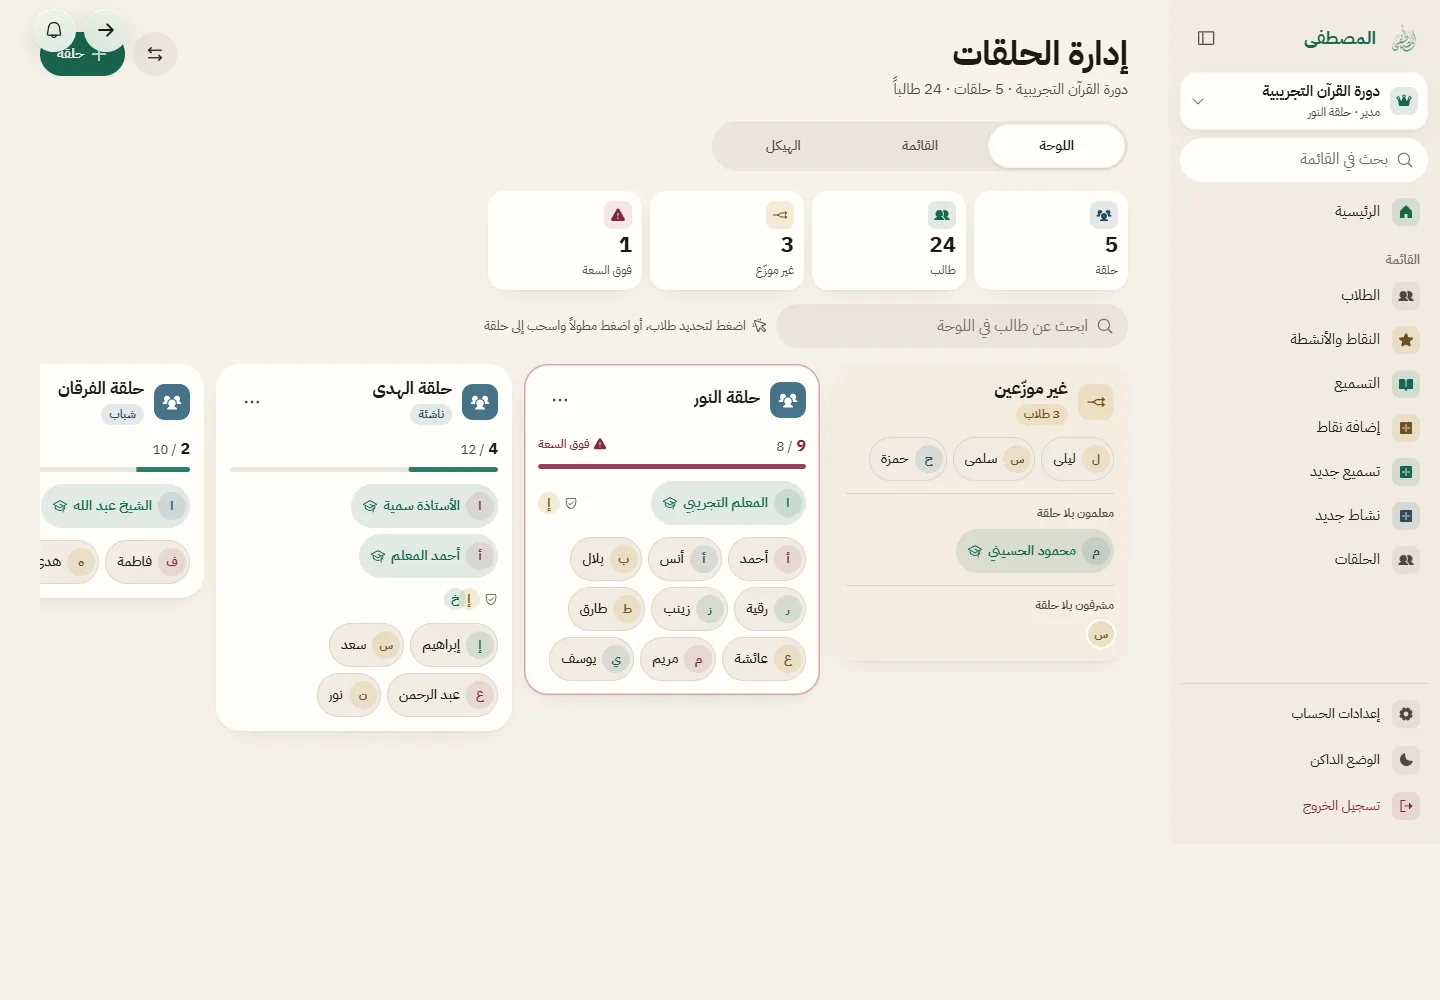 المصطفى
دورة القرآن التجريبية
مدير · حلقة النور
بحث في القائمة
الرئيسية
القائمة
الطلاب
النقاط والأنشطة
التسميع
إضافة نقاط
تسميع جديد
نشاط جديد
الحلقات
إعدادات الحساب
الوضع الداكن
تسجيل الخروج
إدارة الحلقات
دورة القرآن التجريبية · 5 حلقات · 24 طالباً
حلقة
اللوحة
القائمة
الهيكل
5
حلقة
24
طالب
3
غير موزّع
1
فوق السعة
ابحث عن طالب في اللوحة
اضغط لتحديد طلاب، أو اضغط مطولاً واسحب إلى حلقة
غير موزّعين
3 طلاب
ل ليلى
س سلمى
ح حمزة
معلمون بلا حلقة
م محمود الحسيني
مشرفون بلا حلقة
س
حلقة النور
9 / 8
فوق السعة
ا المعلم التجريبي
إ
أ أحمد
أ أنس
ب بلال
ر رقية
ز زينب
ط طارق
ع عائشة
م مريم
ي يوسف
حلقة الهدى
ناشئة
4 / 12
ا الأستاذة سمية
أ أحمد المعلم
إ
خ
إ إبراهيم
س سعد
ع عبد الرحمن
ن نور
حلقة الفرقان
شباب
2 / 10
ا الشيخ عبد الله
ف فاطمة
ه هدى